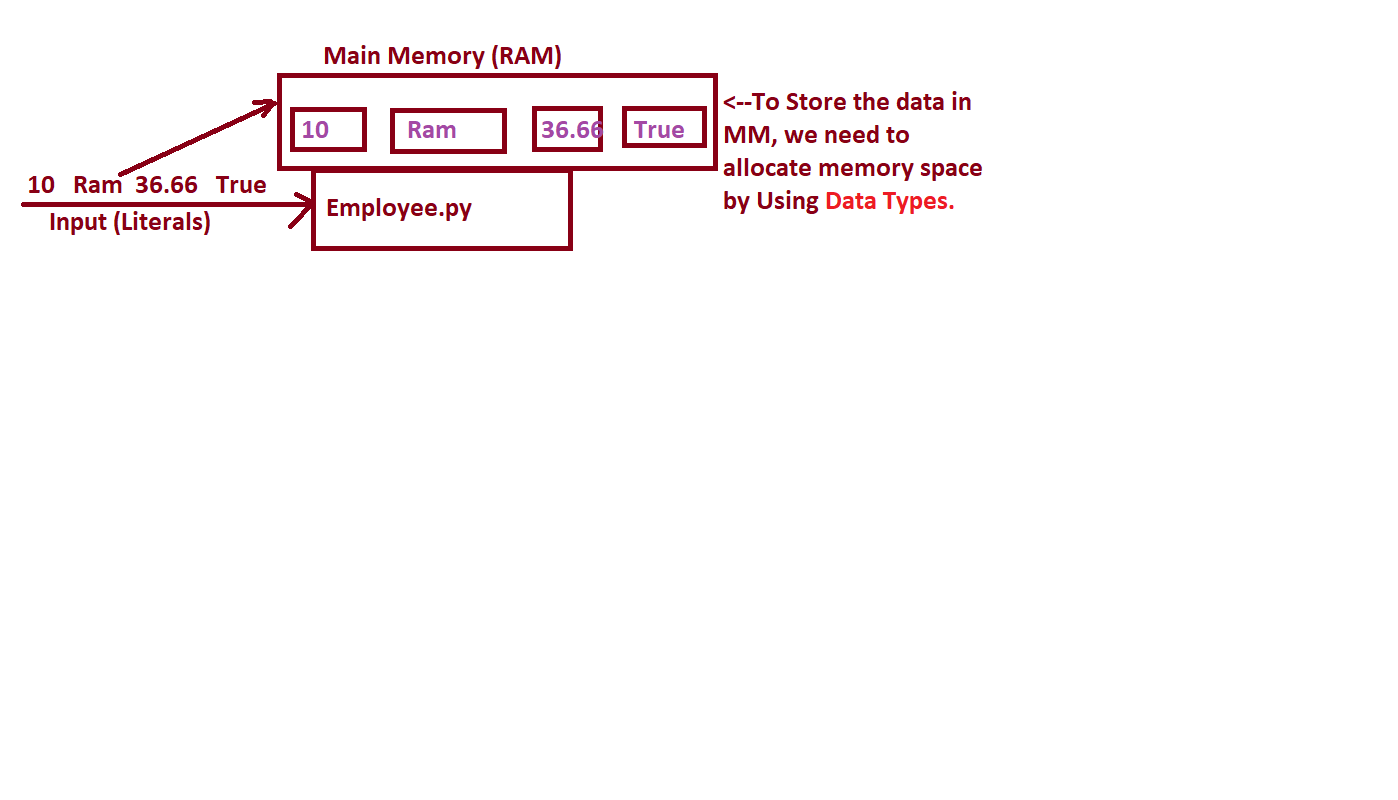 Main Memory (RAM)
10 Ram 36.66 True
<--To Store the data in
MM, we need to
allocate memory space
by Using Data Types.
10 Ram 36.66 True
Input (Literals)
Employee.py